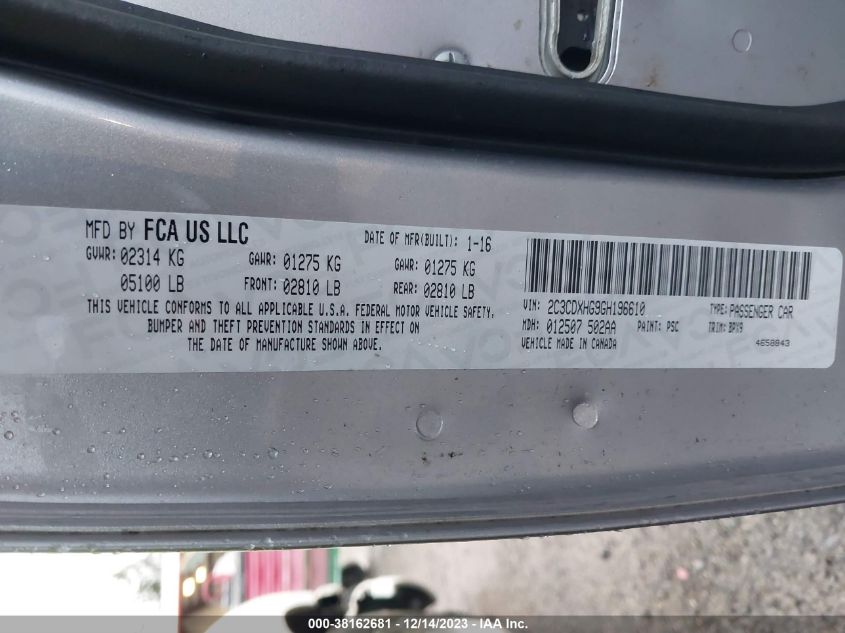 MFD BY FCA US LLC DATE OF MFR(BUILT): 1-16
GVWR: 02314 KG GAWR: 01275 KG GAWR: 01275 KG
05100 LB FRONT: 02810 LB REAR: 02810 LB
THIS VEHICLE CONFORMS TO ALL APPLICABLE U.S.A. FEDERAL MOTOR VEHICLE SAFETY,
BUMPER AND THEFT PREVENTION STANDARDS IN EFFECT ON
THE DATE OF MANUFACTURE SHOWN ABOVE.
VIN: 2C3CDXHG9GH196610 TYPE: PASSENGER CAR
MDH: 012507 502AA PAINT: PSC TRIM: BPX9
VEHICLE MADE IN CANADA 4658843
000-38162681 - 12/14/2023 - IAA Inc.